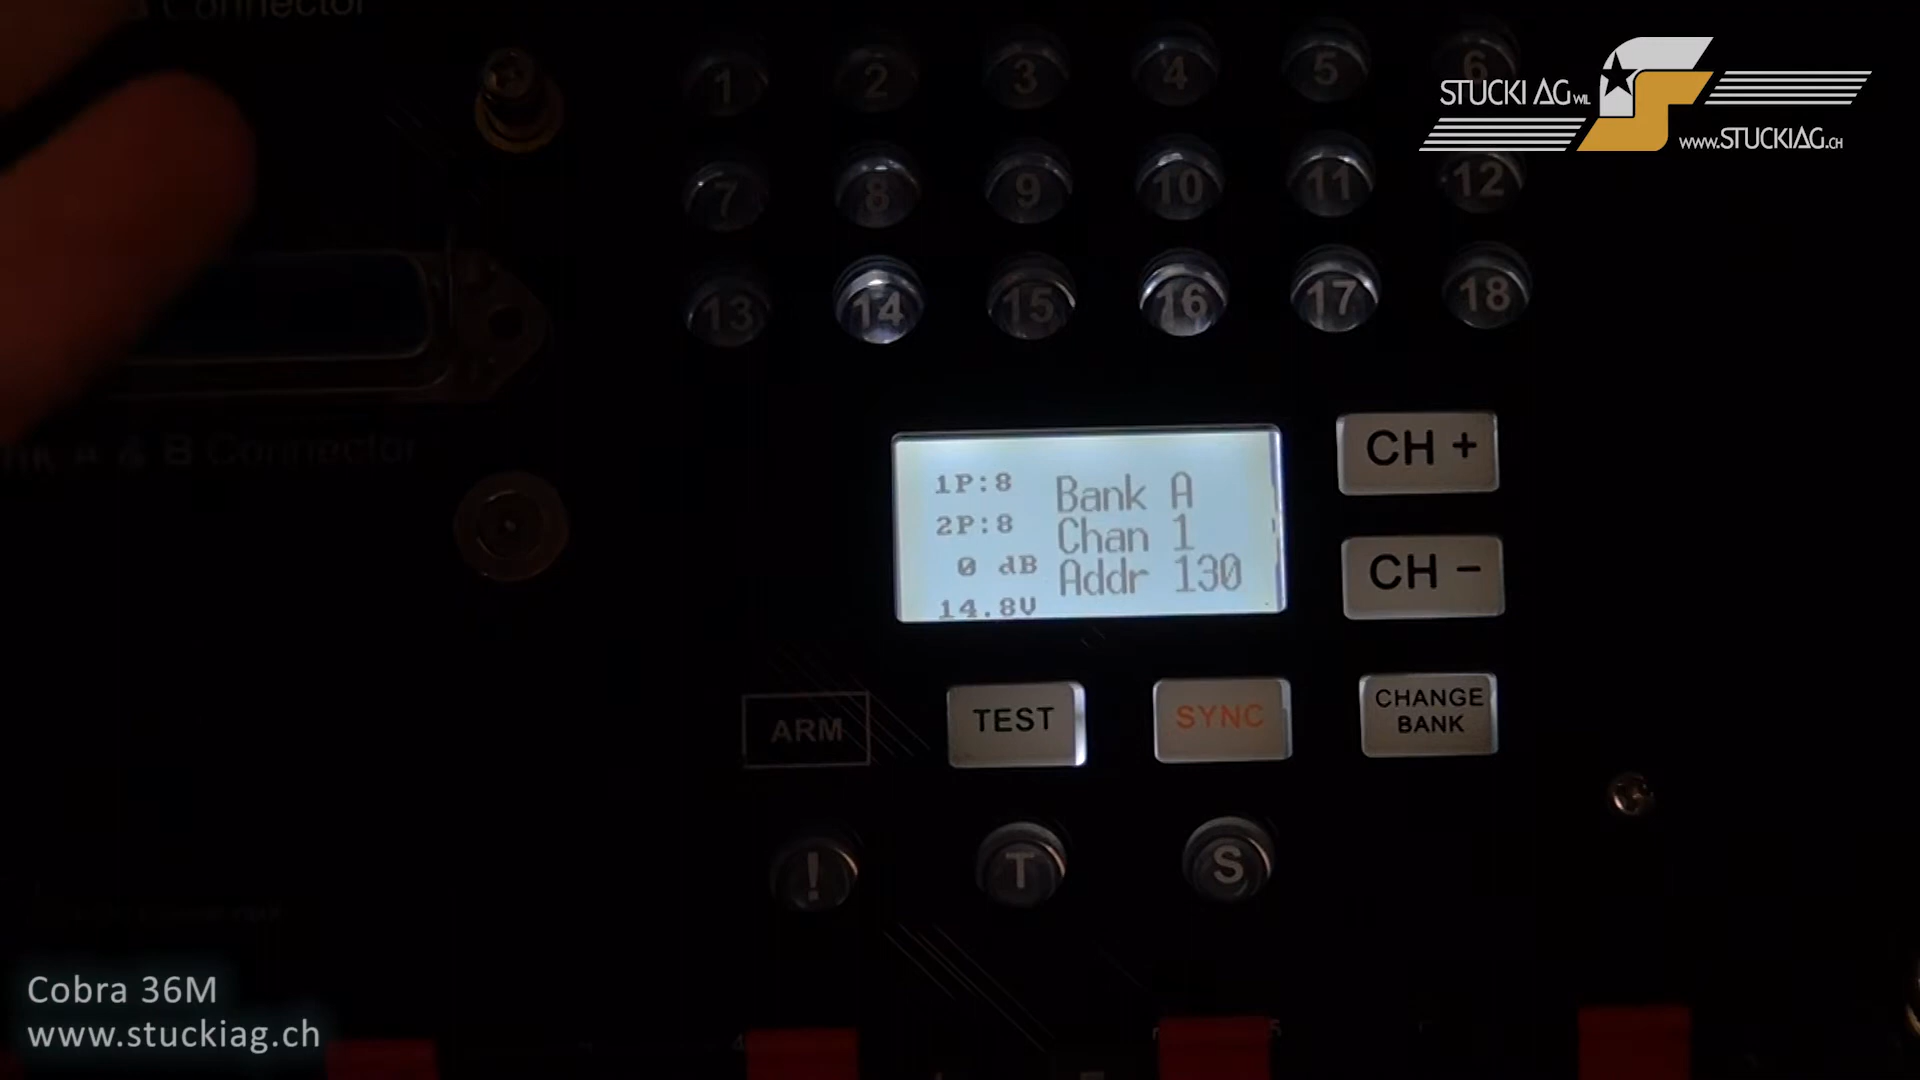 B Connector
1 2 3 4 5 6
7 8 9 10 11 12
13 14 15 16 17 18
STUCKI AG WIL
www.STUCKIAG.CH
A & B Connector
1P:8
2P:8
0 dB
14.8V
Bank A
Chan 1
Addr 130
CH +
CH -
ARM
TEST
SYNC
CHANGE
BANK
!
T
S
Cobra 36M
www.stuckiag.ch